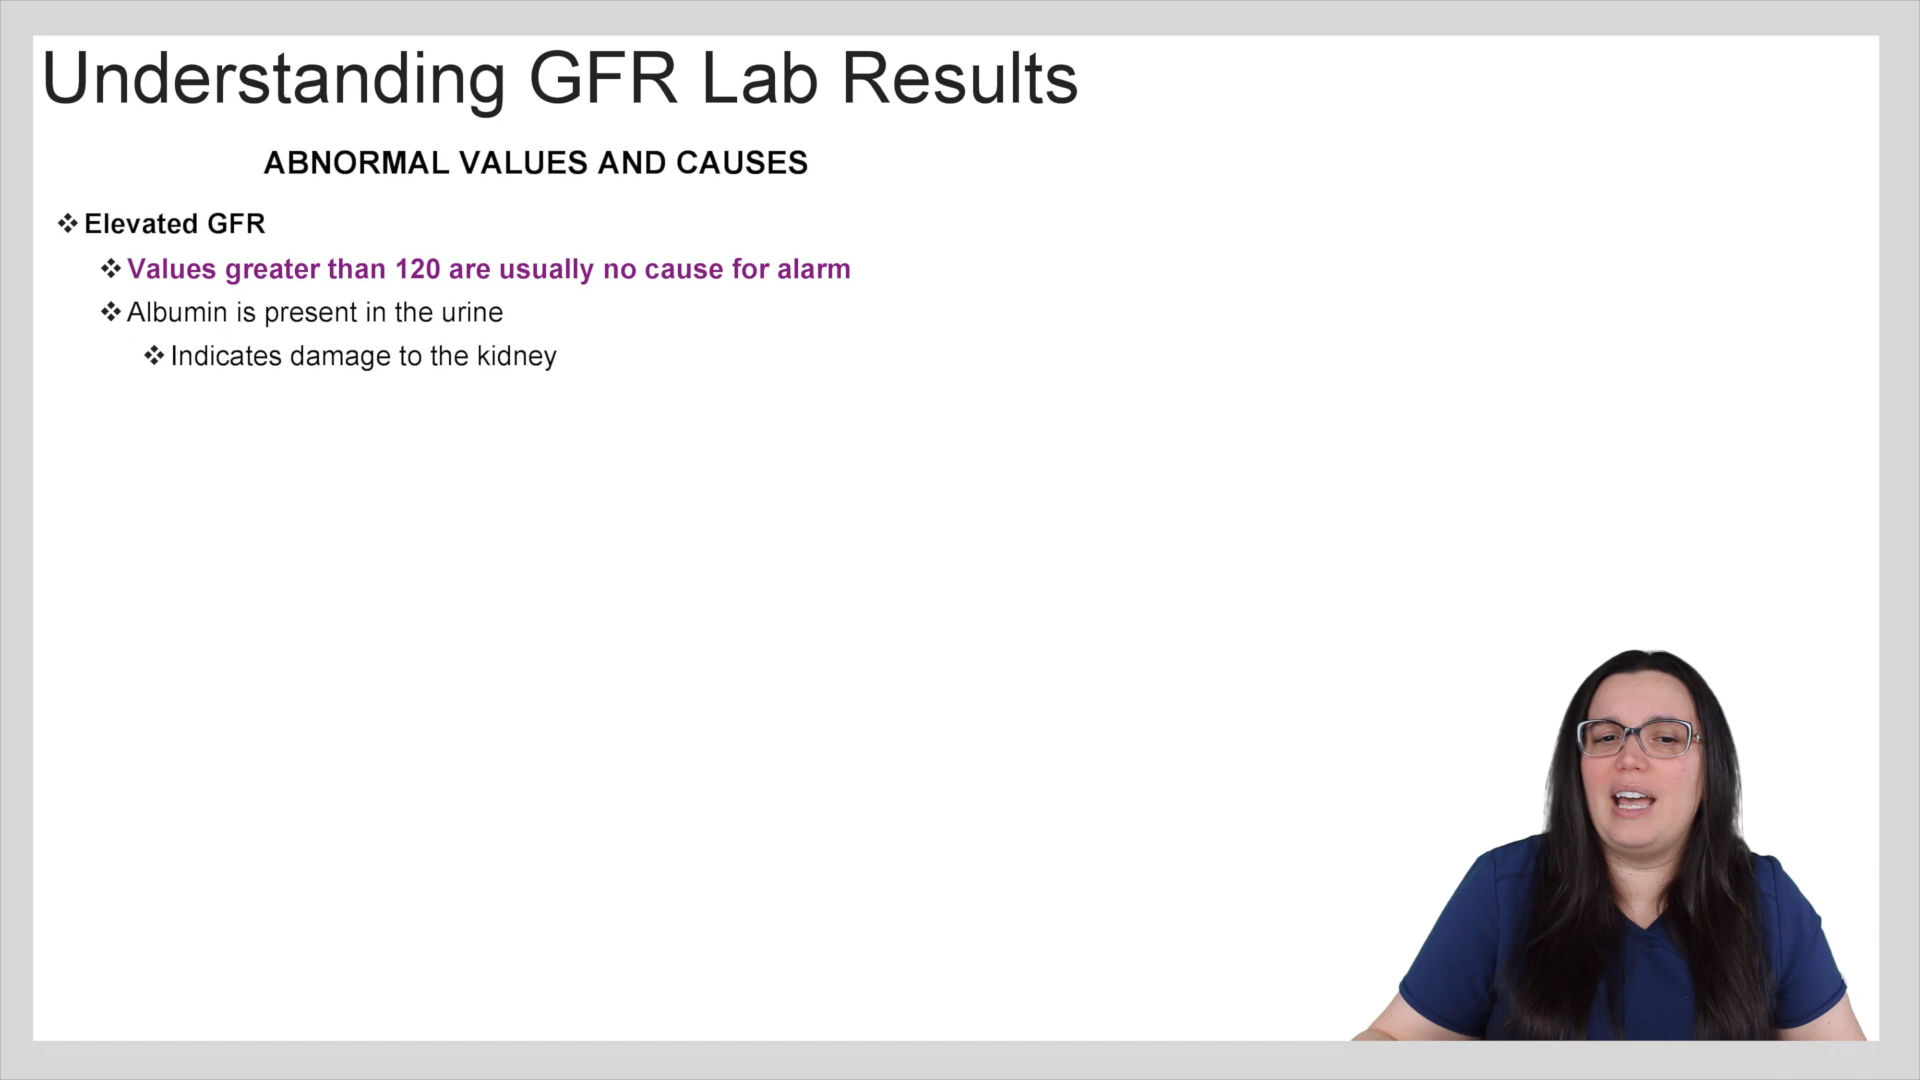 Understanding GFR Lab Results
ABNORMAL VALUES AND CAUSES
❖ Elevated GFR
❖ Values greater than 120 are usually no cause for alarm
❖ Albumin is present in the urine
❖ Indicates damage to the kidney